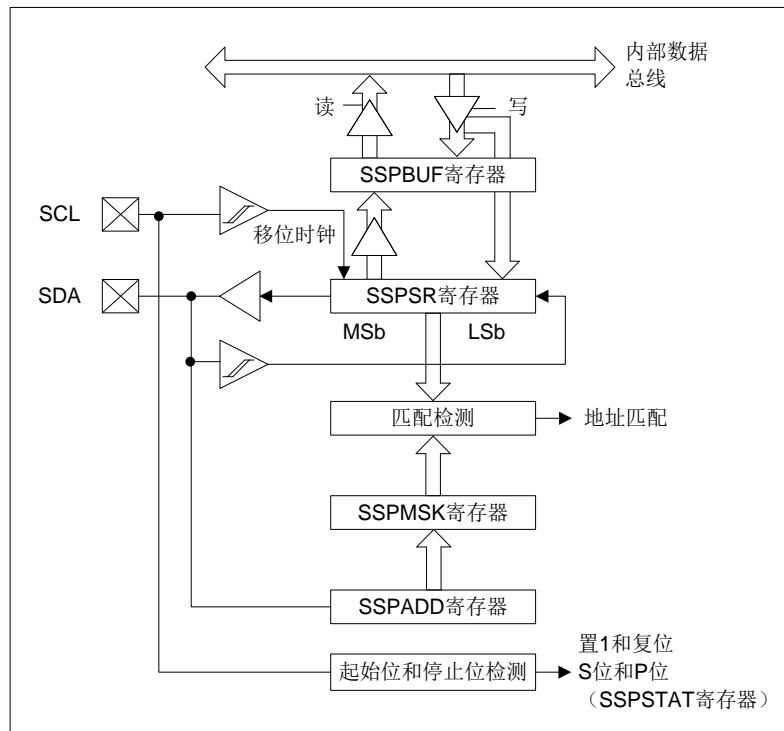 内部数据
总线
读
写
SSPBUF寄存器
SCL
移位时钟
SDA
SSPSR寄存器
MSb
LSb
匹配检测
地址匹配
SSPMSK寄存器
SSPADD寄存器
起始位和停止位检测
置1和复位
S位和P位
（SSPSTAT寄存器）